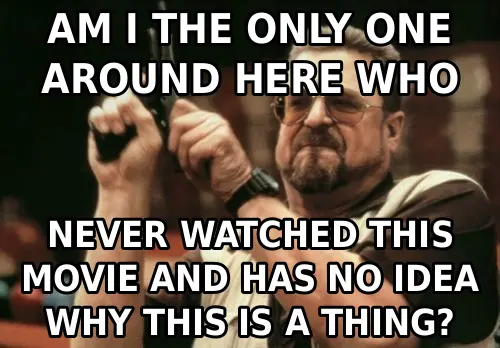 AM I THE ONLY ONE
AROUND HERE WHO
NEVER WATCHED THIS
MOVIE AND HAS NO IDEA
WHY THIS IS A THING?